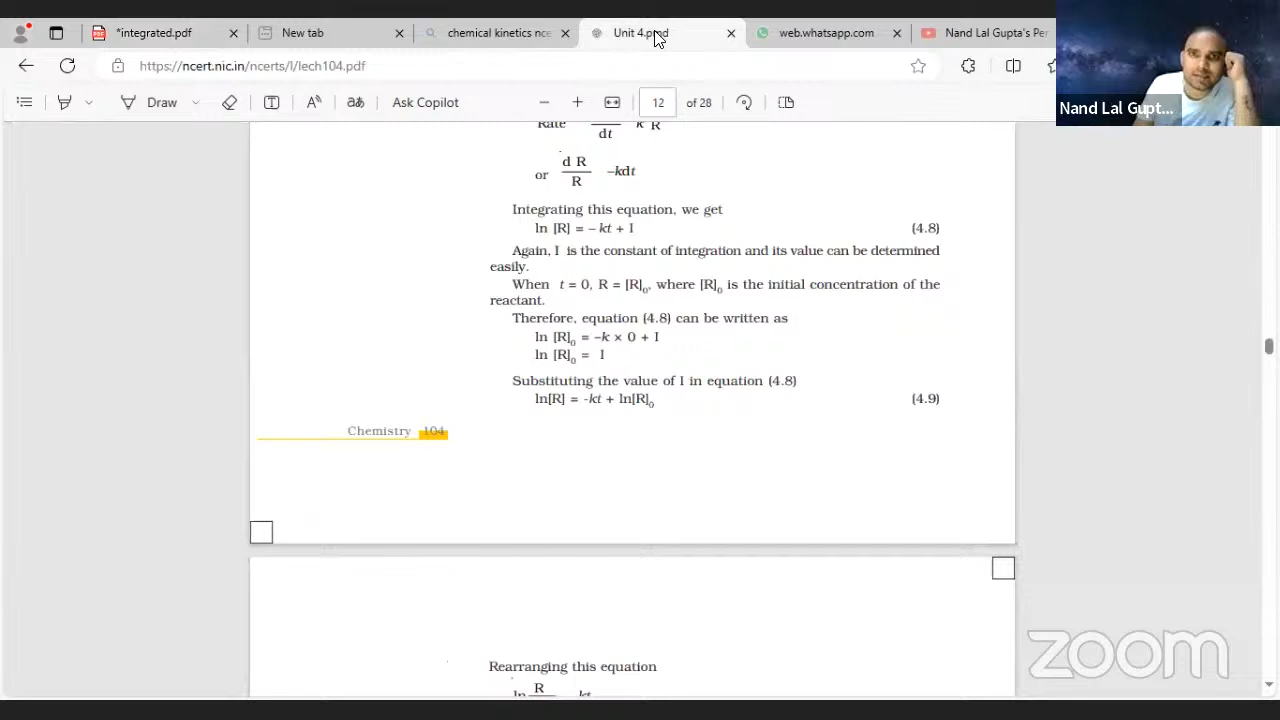 *integrated.pdf
New tab
chemical kinetics nce
Unit 4.pmd
web.whatsapp.com
Nand Lal Gupta's Per
https://ncert.nic.in/ncerts/l/lech104.pdf
Draw
Ask Copilot
12 of 28
Nand Lal Gupt...
Rate k R
dt
or d R
R –kdt
Integrating this equation, we get
ln [R] = – kt + I (4.8)
Again, I is the constant of integration and its value can be determined
easily.
When t = 0, R = [R]0, where [R]0 is the initial concentration of the
reactant.
Therefore, equation (4.8) can be written as
ln [R]0 = –k × 0 + I
ln [R]0 = I
Substituting the value of I in equation (4.8)
ln[R] = -kt + ln[R]0 (4.9)
Chemistry 104
Rearranging this equation
ln R kt
zoom